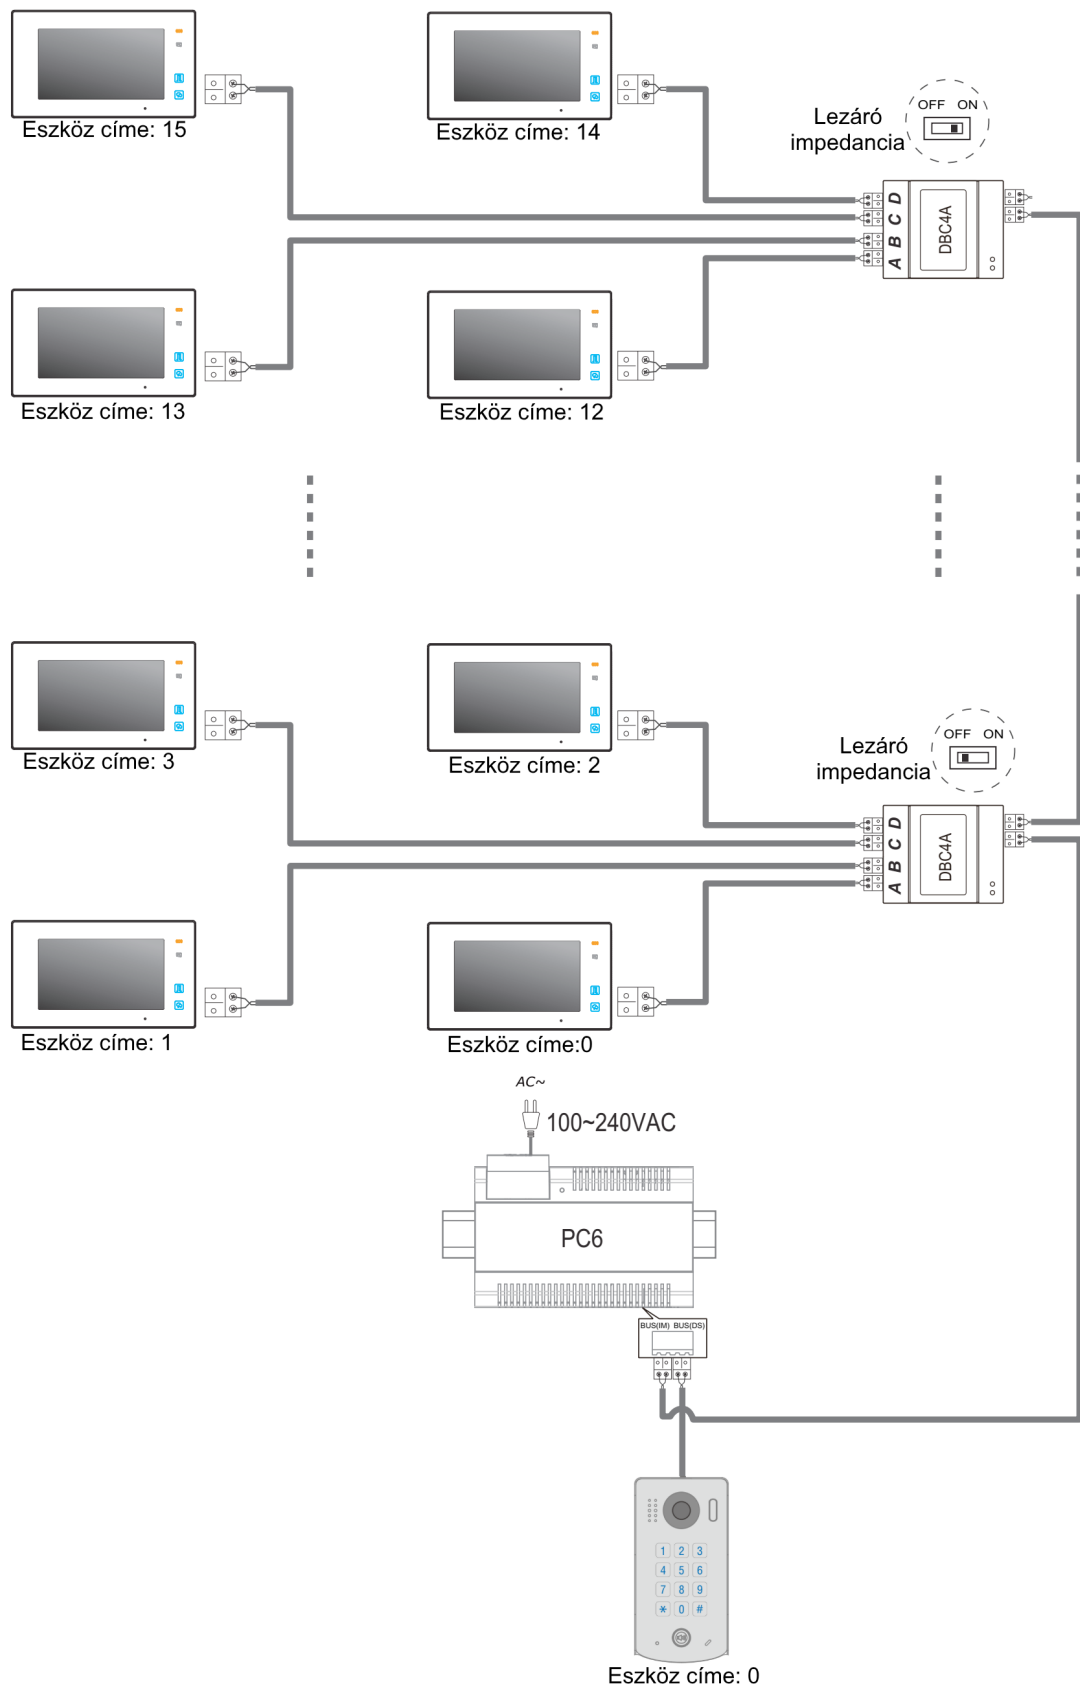 Eszköz címe: 15
Eszköz címe: 14
Lezáró
impedancia
OFF ON
D
C
B
A
DBC4A
Eszköz címe: 13
Eszköz címe: 12
Eszköz címe: 3
Eszköz címe: 2
Lezáró
impedancia
OFF ON
D
C
B
A
DBC4A
Eszköz címe: 1
Eszköz címe:0
AC~
100~240VAC
PC6
BUS(IM) BUS(DS)
1 2 3
4 5 6
7 8 9
* 0 #
Eszköz címe: 0